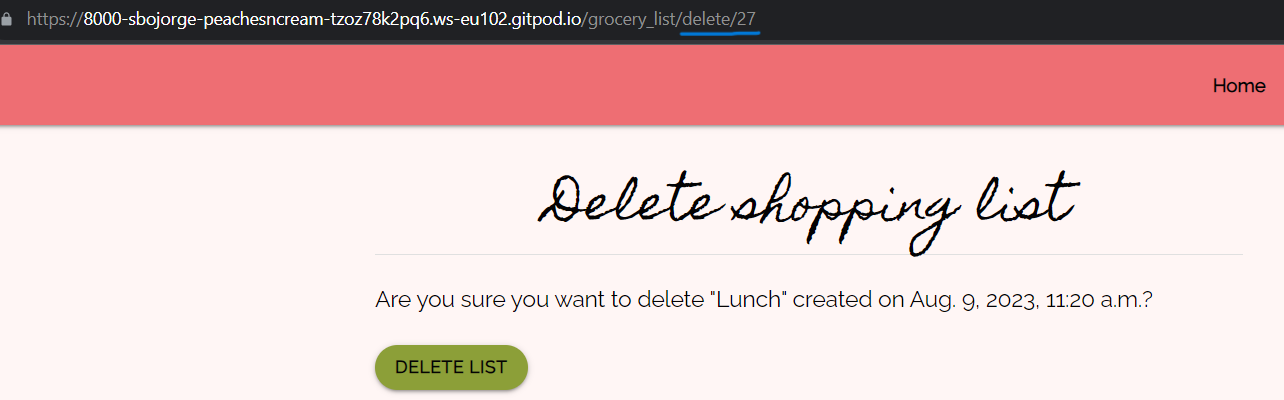 https://8000-sbojorge-peachesncream-tzoz78k2pq6.ws-eu102.gitpod.io/grocery_list/delete/27
Home
Delete shopping list
Are you sure you want to delete "Lunch" created on Aug. 9, 2023, 11:20 a.m.?
DELETE LIST